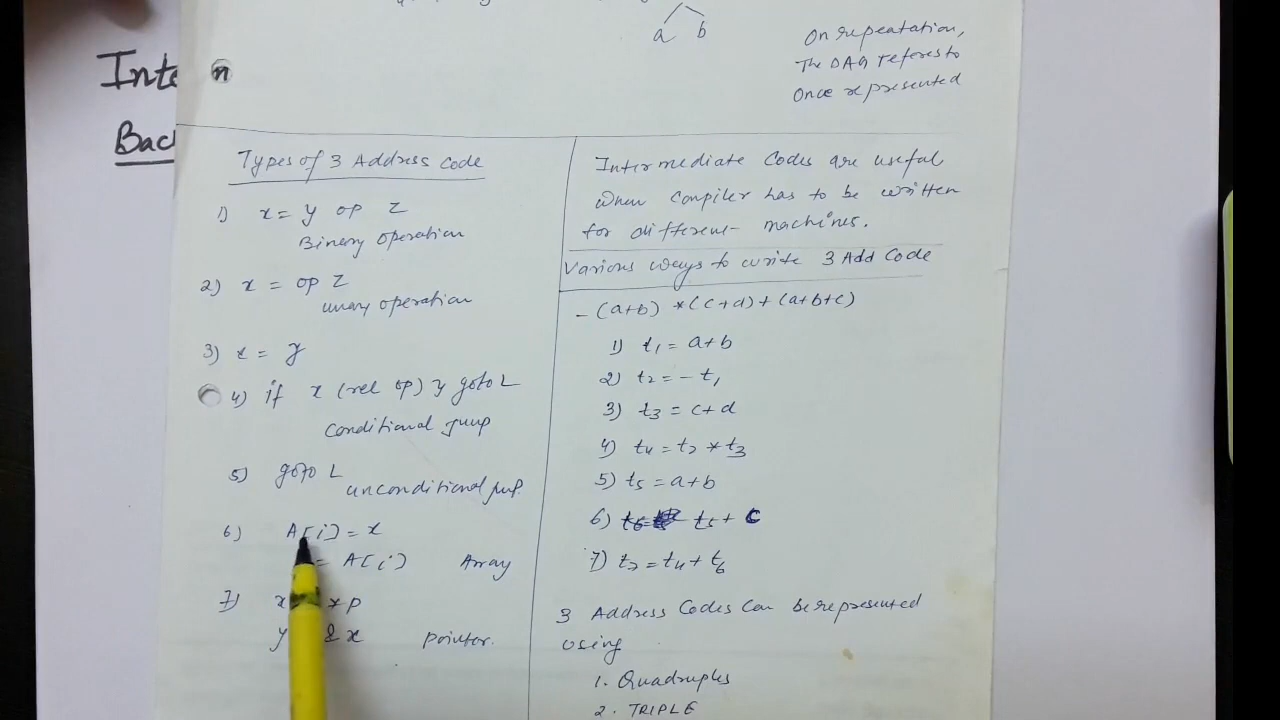 a b
On repeatation,
The DAG referes to
Once represented
Inte
n
Back
Types of 3 Address code
1) x = y op z
Binary operation
2) x = op z
unary operation
3) x = y
4) if x (rel op) y goto L
conditional jump
5) goto L
unconditional
6) A[i] = x
= A[i] Array
7) x *p
y & x pointer.
Intermediate Codes are useful
when compiler has to be written
for different machines.
Various ways to write 3 Add Code
- (a+b) * (c+d) + (a+b+c)
1) t1 = a+b
2) t2 = - t1
3) t3 = c+d
4) t4 = t2 * t3
5) t5 = a+b
6) t6 = t5 + c
7) t7 = t4 + t6
3 Address Codes can be represented
using
1. Quadruples
2. TRIPLE